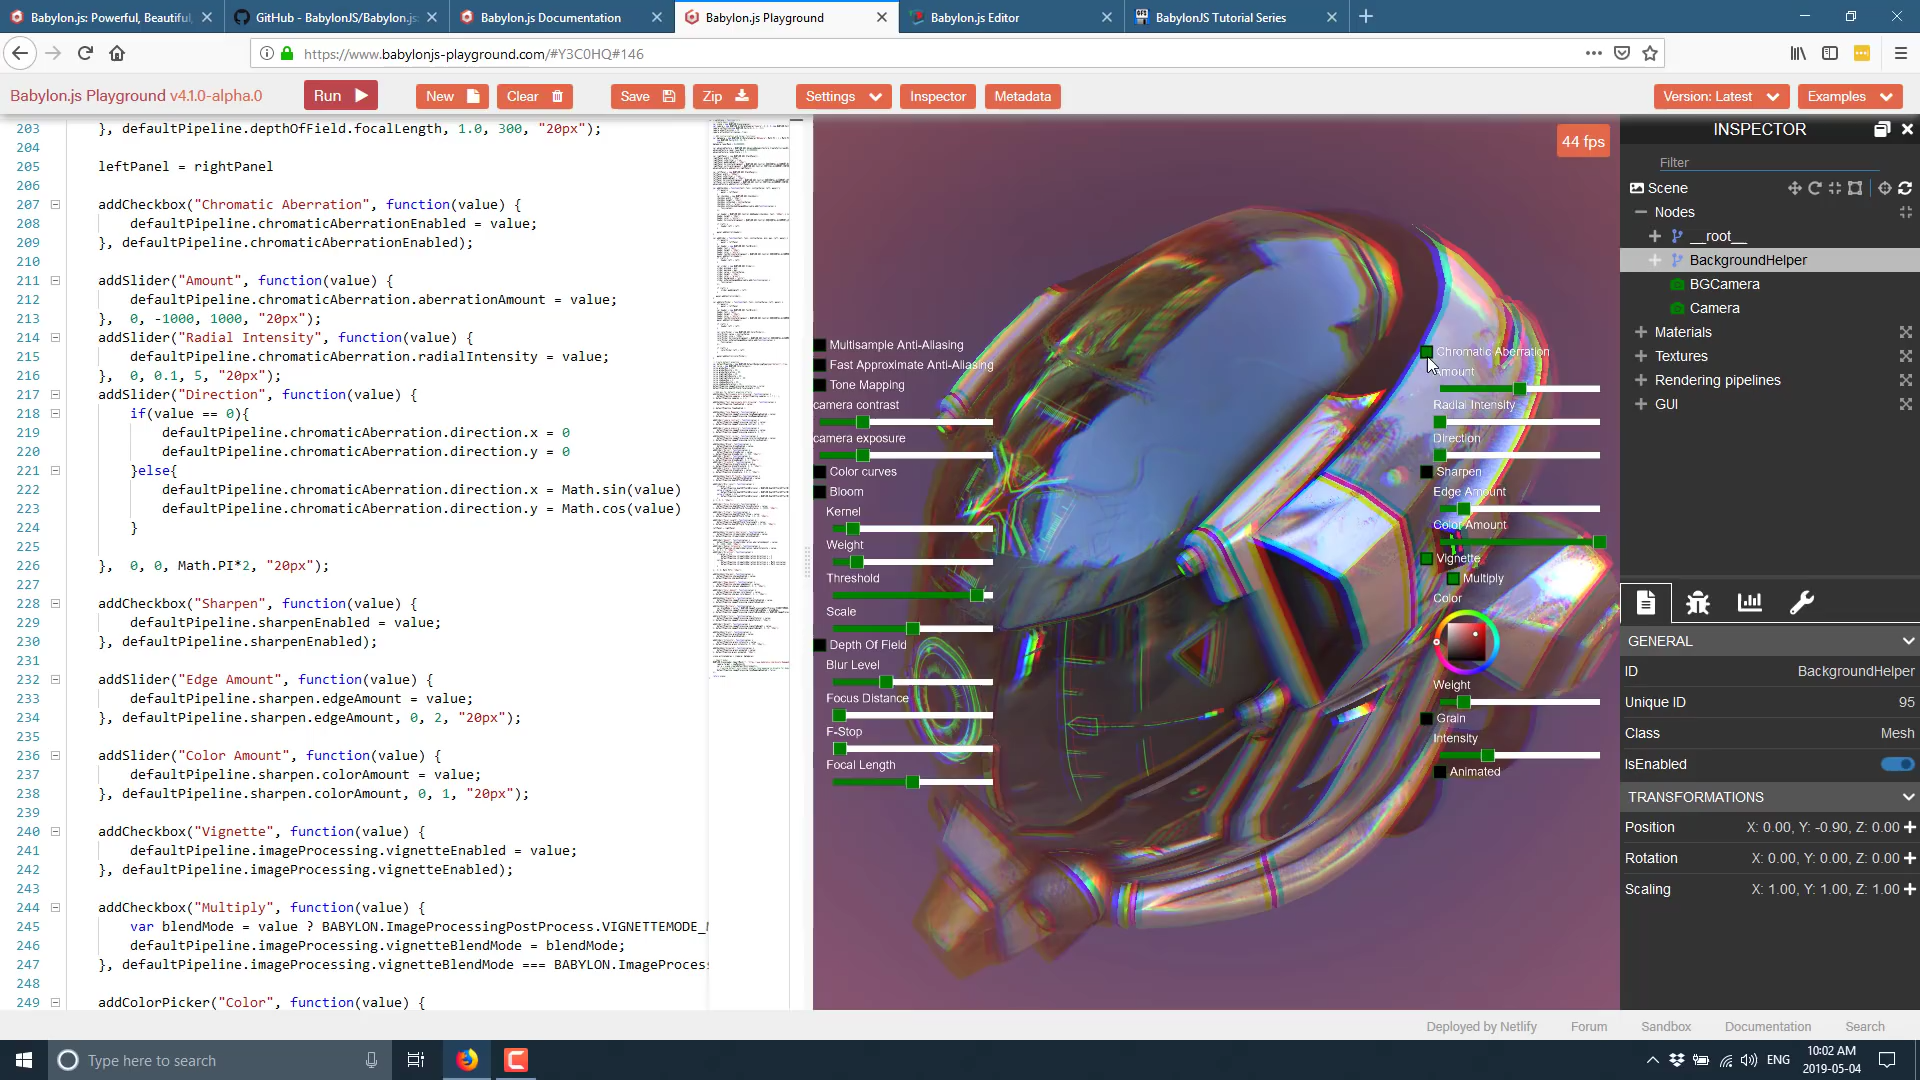 Babylon.js: Powerful, Beautiful,
GitHub - BabylonJS/Babylon.js:
Babylon.js Documentation
Babylon.js Playground
Babylon.js Editor
BabylonJS Tutorial Series
https://www.babylonjs-playground.com/#Y3C0HQ#146
Babylon.js Playground v4.1.0-alpha.0
Run
New
Clear
Save
Zip
Settings
Inspector
Metadata
Version: Latest
Examples
203 }, defaultPipeline.depthOfField.focalLength, 1.0, 300, "20px");
204
205 leftPanel = rightPanel
206
207 addCheckbox("Chromatic Aberration", function(value) {
208 defaultPipeline.chromaticAberrationEnabled = value;
209 }, defaultPipeline.chromaticAberrationEnabled);
210
211 addSlider("Amount", function(value) {
212 defaultPipeline.chromaticAberration.aberrationAmount = value;
213 }, 0, -1000, 1000, "20px");
214 addSlider("Radial Intensity", function(value) {
215 defaultPipeline.chromaticAberration.radialIntensity = value;
216 }, 0, 0.1, 5, "20px");
217 addSlider("Direction", function(value) {
218 if(value == 0){
219 defaultPipeline.chromaticAberration.direction.x = 0
220 defaultPipeline.chromaticAberration.direction.y = 0
221 }else{
222 defaultPipeline.chromaticAberration.direction.x = Math.sin(value)
223 defaultPipeline.chromaticAberration.direction.y = Math.cos(value)
224 }
225
226 }, 0, 0, Math.PI*2, "20px");
227
228 addCheckbox("Sharpen", function(value) {
229 defaultPipeline.sharpenEnabled = value;
230 }, defaultPipeline.sharpenEnabled);
231
232 addSlider("Edge Amount", function(value) {
233 defaultPipeline.sharpen.edgeAmount = value;
234 }, defaultPipeline.sharpen.edgeAmount, 0, 2, "20px");
235
236 addSlider("Color Amount", function(value) {
237 defaultPipeline.sharpen.colorAmount = value;
238 }, defaultPipeline.sharpen.colorAmount, 0, 1, "20px");
239
240 addCheckbox("Vignette", function(value) {
241 defaultPipeline.imageProcessing.vignetteEnabled = value;
242 }, defaultPipeline.imageProcessing.vignetteEnabled);
243
244 addCheckbox("Multiply", function(value) {
245 var blendMode = value ? BABYLON.ImageProcessingPostProcess.VIGNETTEMODE_
246 defaultPipeline.imageProcessing.vignetteBlendMode = blendMode;
247 }, defaultPipeline.imageProcessing.vignetteBlendMode === BABYLON.ImageProces
248
249 addColorPicker("Color", function(value) {
44 fps
Multisample Anti-Aliasing
Fast Approximate Anti-Aliasing
Tone Mapping
camera contrast
camera exposure
Color curves
Bloom
Kernel
Weight
Threshold
Scale
Depth Of Field
Blur Level
Focus Distance
F-Stop
Focal Length
Chromatic Aberration
Amount
Radial Intensity
Direction
Sharpen
Edge Amount
Color Amount
Vignette
Multiply
Color
Weight
Grain
Intensity
Animated
INSPECTOR
Filter
Scene
Nodes
__root__
BackgroundHelper
BGCamera
Camera
Materials
Textures
Rendering pipelines
GUI
GENERAL
ID BackgroundHelper
Unique ID 95
Class Mesh
IsEnabled
TRANSFORMATIONS
Position X: 0.00, Y: -0.90, Z: 0.00
Rotation X: 0.00, Y: 0.00, Z: 0.00
Scaling X: 1.00, Y: 1.00, Z: 1.00
Deployed by Netlify
Forum
Sandbox
Documentation
Search
Type here to search
ENG
10:02 AM
2019-05-04